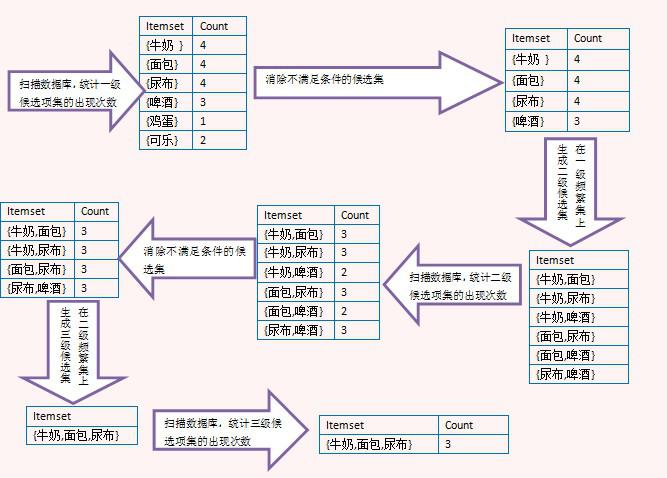 扫描数据库，统计一级
候选项集的出现次数
Itemset Count
{牛奶 } 4
{面包} 4
{尿布} 4
{啤酒} 3
{鸡蛋} 1
{可乐} 2
消除不满足条件的候选集
Itemset Count
{牛奶 } 4
{面包} 4
{尿布} 4
{啤酒} 3
在一级频繁集上
生成二级候选集
Itemset
{牛奶,面包}
{牛奶,尿布}
{牛奶,啤酒}
{面包,尿布}
{面包,啤酒}
{尿布,啤酒}
扫描数据库，统计二级
候选项集的出现次数
Itemset Count
{牛奶,面包} 3
{牛奶,尿布} 3
{牛奶,啤酒} 2
{面包,尿布} 3
{面包,啤酒} 2
{尿布,啤酒} 3
消除不满足条件的候
选集
Itemset Count
{牛奶,面包} 3
{牛奶,尿布} 3
{面包,尿布} 3
{尿布,啤酒} 3
在二级频繁集上
生成三级候选集
Itemset
{牛奶,面包,尿布}
扫描数据库，统计三级候
选项集的出现次数
Itemset Count
{牛奶,面包,尿布} 3